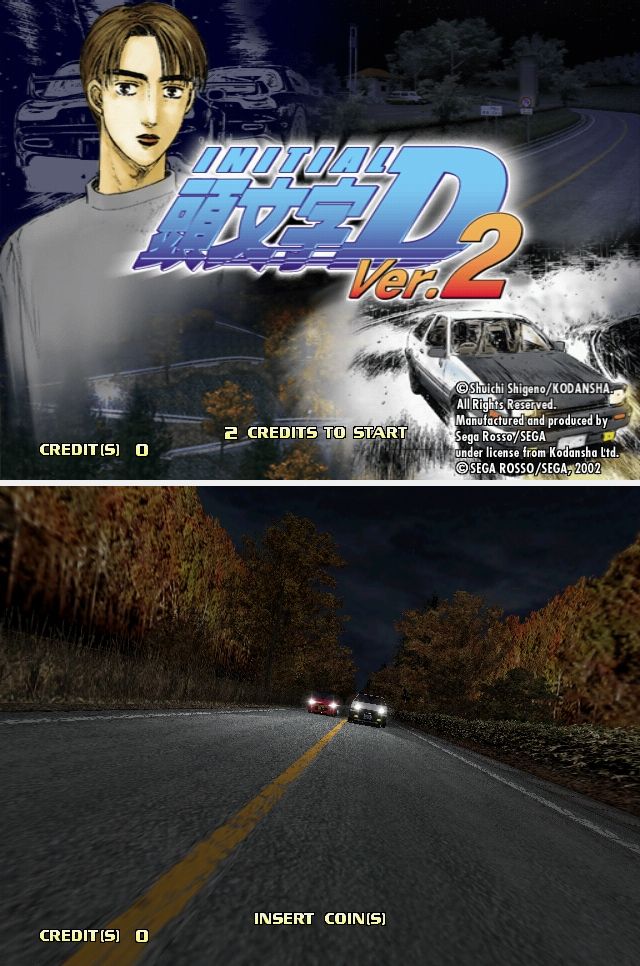 INITIAL
頭文字D
Ver.2
© Shuichi Shigeno/KODANSHA.
All Rights Reserved.
Manufactured and produced by
Sega Rosso/SEGA
under license from Kodansha Ltd.
© SEGA ROSSO/SEGA, 2002
2 CREDITS TO START
CREDIT(S) 0
INSERT COIN(S)
CREDIT(S) 0